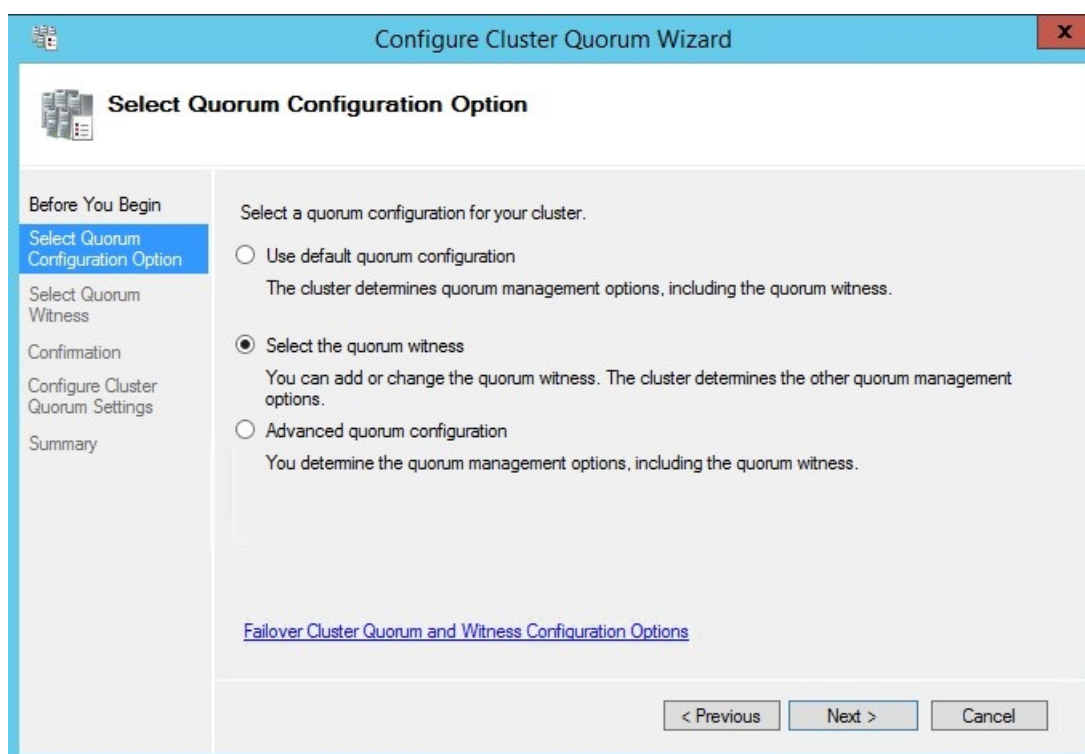 Configure Cluster Quorum Wizard
x
Select Quorum Configuration Option
Before You Begin
Select Quorum
Configuration Option
Select Quorum
Witness
Confirmation
Configure Cluster
Quorum Settings
Summary
Select a quorum configuration for your cluster.
Use default quorum configuration
The cluster determines quorum management options, including the quorum witness.
Select the quorum witness
You can add or change the quorum witness. The cluster determines the other quorum management
options.
Advanced quorum configuration
You determine the quorum management options, including the quorum witness.
Failover Cluster Quorum and Witness Configuration Options
< Previous
Next >
Cancel